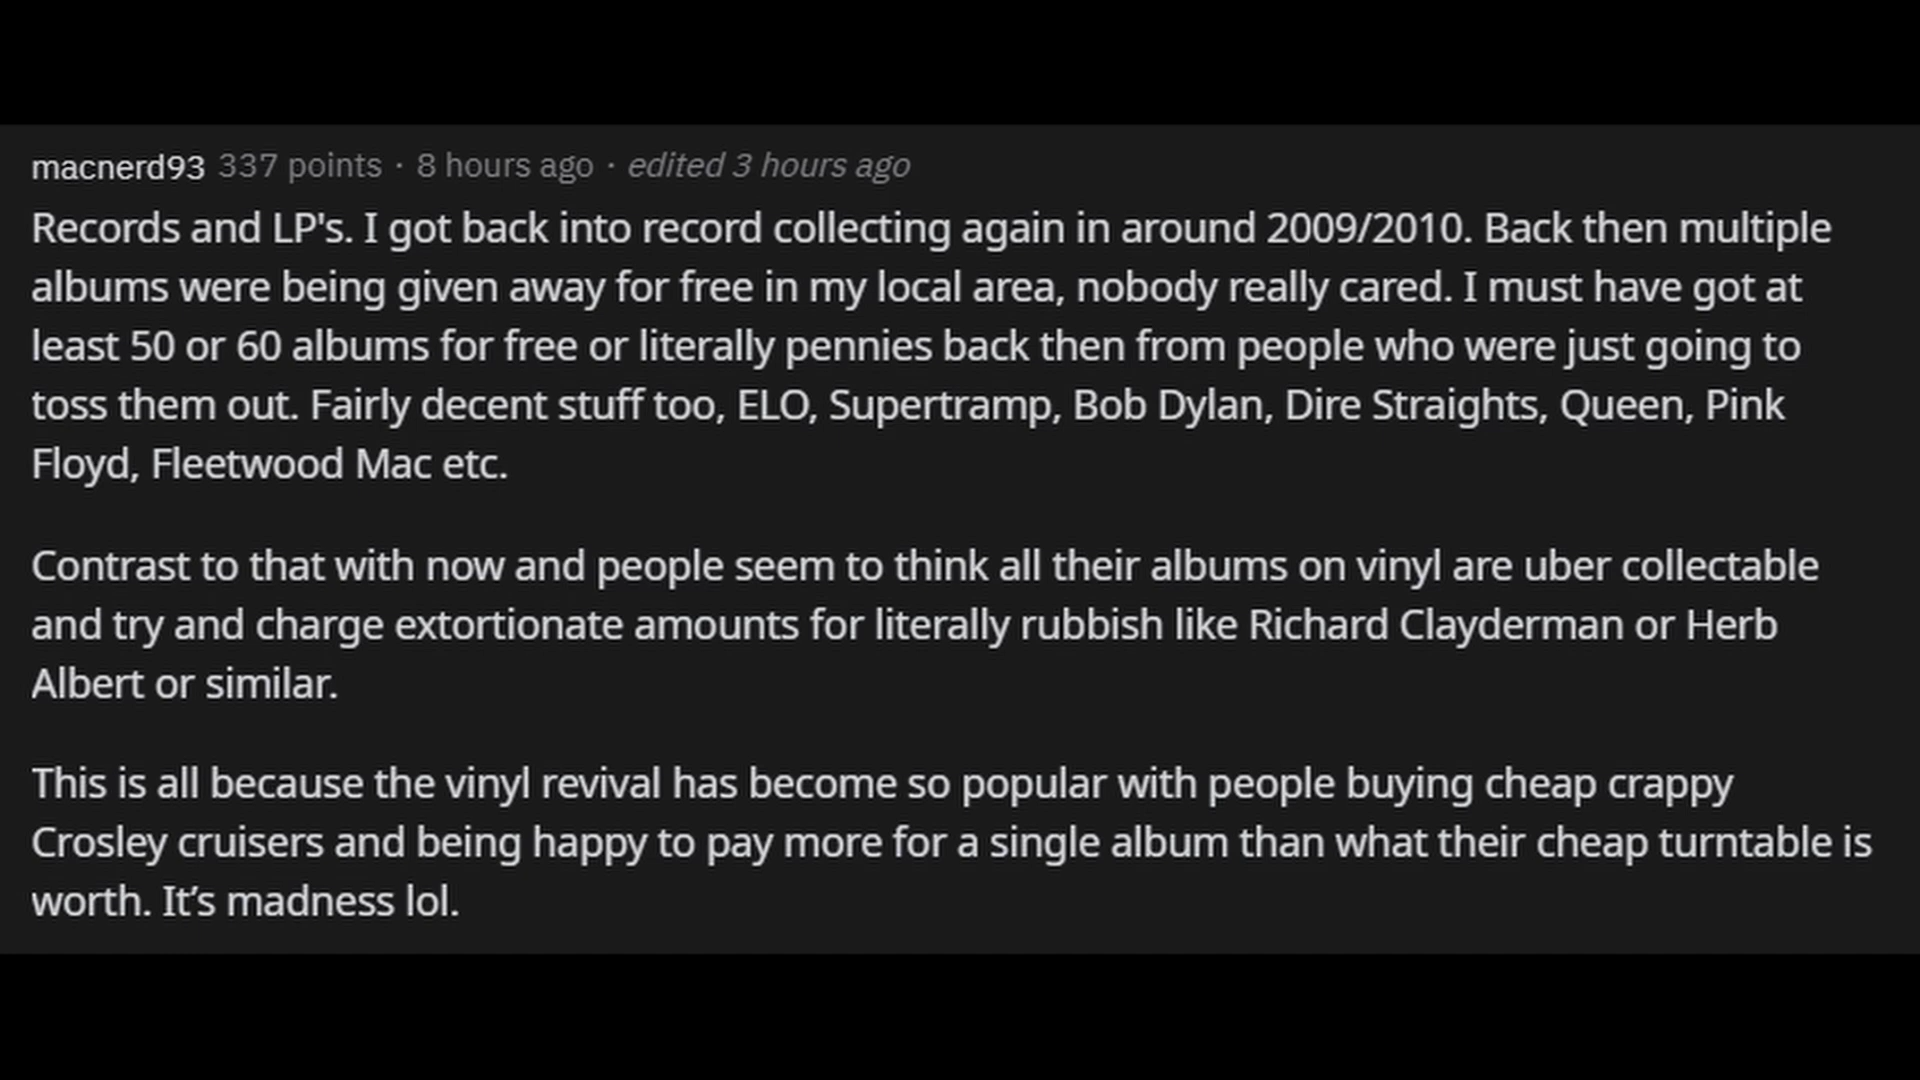 macnerd93 337 points · 8 hours ago · edited 3 hours ago
Records and LP's. I got back into record collecting again in around 2009/2010. Back then multiple
albums were being given away for free in my local area, nobody really cared. I must have got at
least 50 or 60 albums for free or literally pennies back then from people who were just going to
toss them out. Fairly decent stuff too, ELO, Supertramp, Bob Dylan, Dire Straights, Queen, Pink
Floyd, Fleetwood Mac etc.
Contrast to that with now and people seem to think all their albums on vinyl are uber collectable
and try and charge extortionate amounts for literally rubbish like Richard Clayderman or Herb
Albert or similar.
This is all because the vinyl revival has become so popular with people buying cheap crappy
Crosley cruisers and being happy to pay more for a single album than what their cheap turntable is
worth. It’s madness lol.